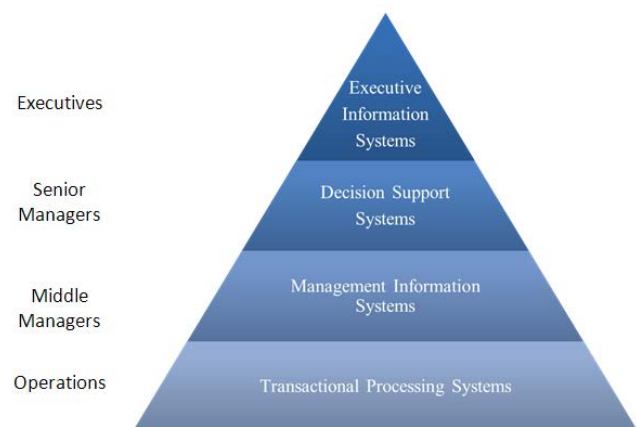 Executives
Executive
Information
Systems
Senior
Managers
Decision Support
Systems
Middle
Managers
Management Information
Systems
Operations
Transactional Processing Systems